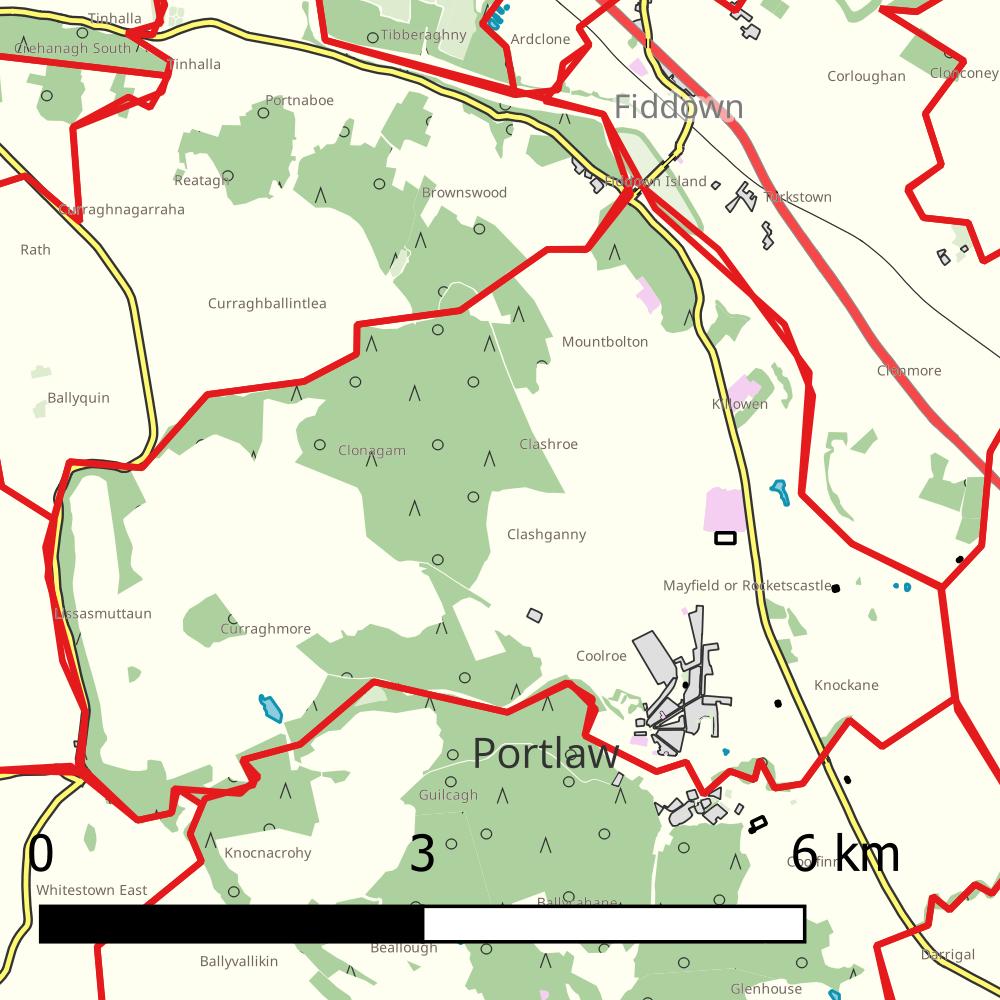 Tinhalla
Tibberaghny
Ardclone
Crehanagh South
Tinhalla
Corloughan
Clogconey
Portnaboe
Fiddown
Reatagh
Brownswood
Fiddown Island
Turkstown
Curraghnagarraha
Rath
Curraghballintlea
Mountbolton
Clonmore
Ballyquin
Killowen
Clonagam
Clashroe
Clashganny
Mayfield or Rocketscastle
Lissasmuttaun
Curraghmore
Coolroe
Knockane
Portlaw
Guilcagh
0 3 6 km
Knocnacrohy
Coolfinn
Whitestown East
Ballycahane
Beallough
Ballyvallikin
Darrigal
Glenhouse